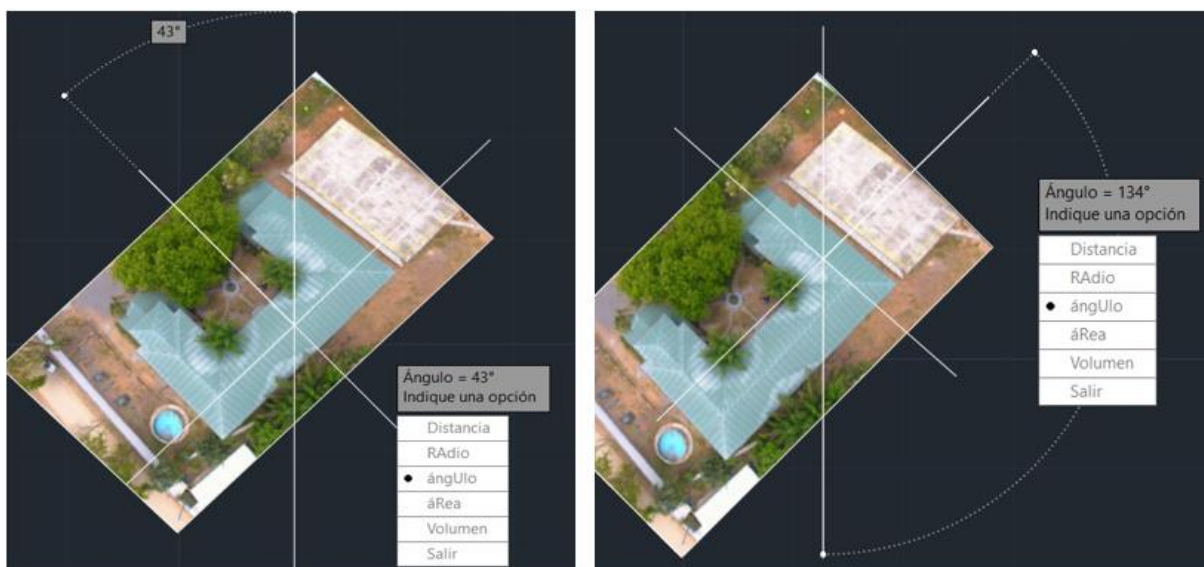 43°
Ángulo = 43°
Indique una opción
Distancia
RAdio
ángUlo
áRea
Volumen
Salir
Ángulo = 134°
Indique una opción
Distancia
RAdio
ángUlo
áRea
Volumen
Salir